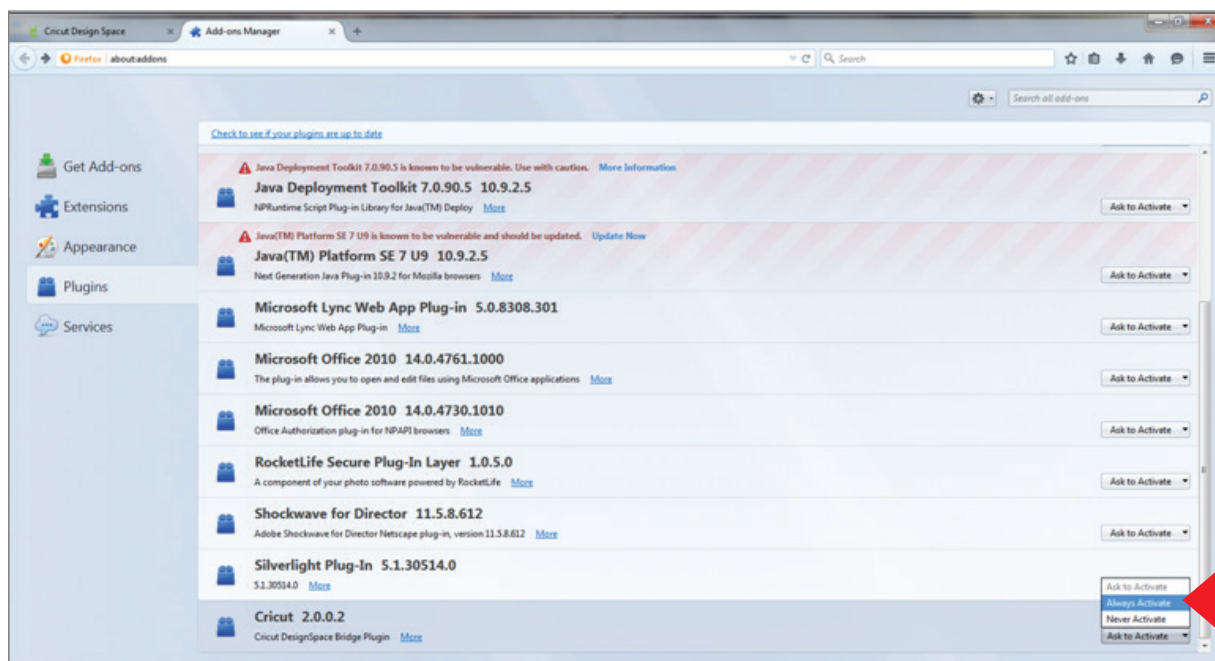 Cricut Design Space
Add-ons Manager
Firefox about:addons
Search
Search all add-ons
Check to see if your plugins are up to date
Get Add-ons
Extensions
Appearance
Plugins
Services
Java Deployment Toolkit 7.0.90.5 is known to be vulnerable. Use with caution. More Information
Java Deployment Toolkit 7.0.90.5 10.9.2.5
NPRuntime Script Plug-in Library for Java(TM) Deploy More
Ask to Activate
Java(TM) Platform SE 7 U9 is known to be vulnerable and should be updated. Update Now
Java(TM) Platform SE 7 U9 10.9.2.5
Next Generation Java Plug-in 10.9.2 for Mozilla browsers More
Ask to Activate
Microsoft Lync Web App Plug-in 5.0.8308.301
Microsoft Lync Web App Plug-in More
Ask to Activate
Microsoft Office 2010 14.0.4761.1000
The plug-in allows you to open and edit files using Microsoft Office applications More
Ask to Activate
Microsoft Office 2010 14.0.4730.1010
Office Authorization plug-in for NPAPI browsers More
Ask to Activate
RocketLife Secure Plug-In Layer 1.0.5.0
A component of your photo software powered by RocketLife More
Ask to Activate
Shockwave for Director 11.5.8.612
Adobe Shockwave for Director Netscape plug-in, version 11.5.8.612 More
Ask to Activate
Silverlight Plug-In 5.1.30514.0
5.1.30514.0 More
Ask to Activate
Always Activate
Never Activate
Cricut 2.0.0.2
Cricut DesignSpace Bridge Plugin More
Ask to Activate